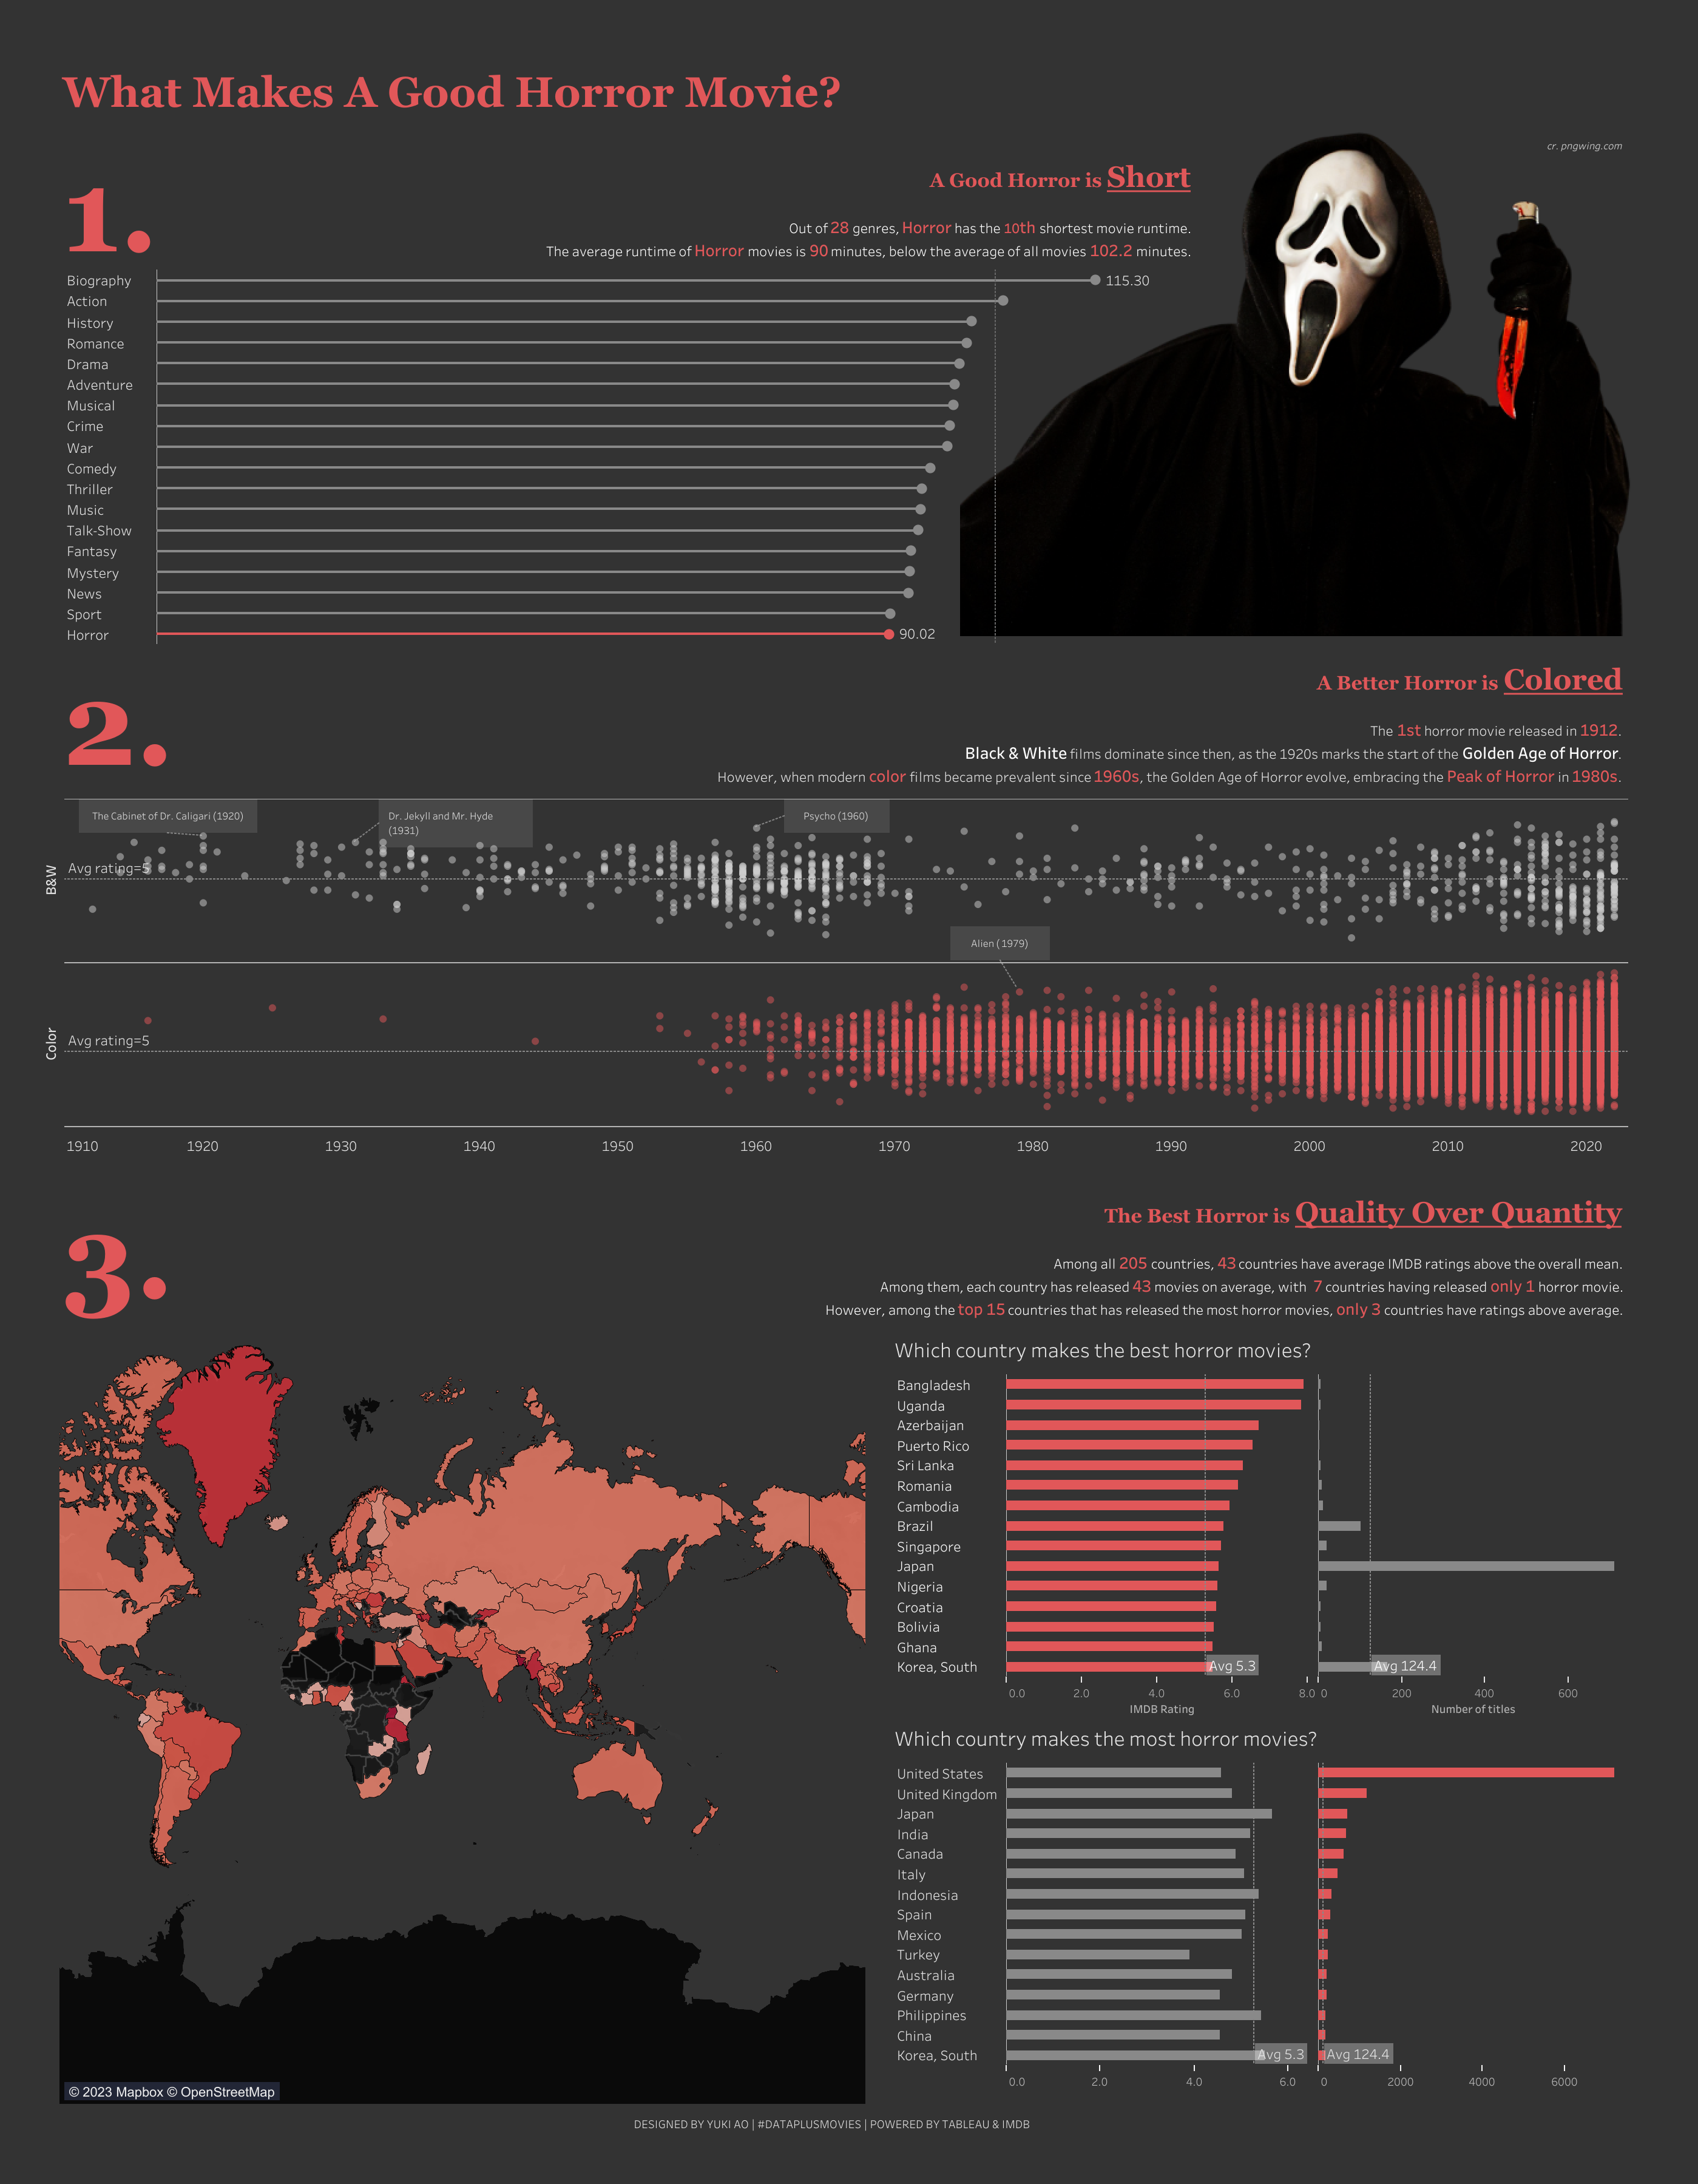 What Makes A Good Horror Movie?
cr. pngwing.com
A Good Horror is Short
1.
Out of 28 genres, Horror has the 10th shortest movie runtime.
The average runtime of Horror movies is 90 minutes, below the average of all movies 102.2 minutes.
Biography 115.30
Action
History
Romance
Drama
Adventure
Musical
Crime
War
Comedy
Thriller
Music
Talk-Show
Fantasy
Mystery
News
Sport
Horror 90.02
A Better Horror is Colored
2.
The 1st horror movie released in 1912.
Black & White films dominate since then, as the 1920s marks the start of the Golden Age of Horror.
However, when modern color films became prevalent since 1960s, the Golden Age of Horror evolve, embracing the Peak of Horror in 1980s.
The Cabinet of Dr. Caligari (1920)
Dr. Jekyll and Mr. Hyde
(1931)
Psycho (1960)
B&W
Avg rating=5
Alien (1979)
Color
Avg rating=5
1910 1920 1930 1940 1950 1960 1970 1980 1990 2000 2010 2020
The Best Horror is Quality Over Quantity
3.
Among all 205 countries, 43 countries have average IMDB ratings above the overall mean.
Among them, each country has released 43 movies on average, with 7 countries having released only 1 horror movie.
However, among the top 15 countries that has released the most horror movies, only 3 countries have ratings above average.
Which country makes the best horror movies?
Bangladesh
Uganda
Azerbaijan
Puerto Rico
Sri Lanka
Romania
Cambodia
Brazil
Singapore
Japan
Nigeria
Croatia
Bolivia
Ghana
Korea, South Avg 5.3 Avg 124.4
0.0 2.0 4.0 6.0 8.0 0 200 400 600
IMDB Rating Number of titles
Which country makes the most horror movies?
United States
United Kingdom
Japan
India
Canada
Italy
Indonesia
Spain
Mexico
Turkey
Australia
Germany
Philippines
China
Korea, South Avg 5.3 Avg 124.4
0.0 2.0 4.0 6.0 0 2000 4000 6000
© 2023 Mapbox © OpenStreetMap
DESIGNED BY YUKI AO | #DATAPLUSMOVIES | POWERED BY TABLEAU & IMDB